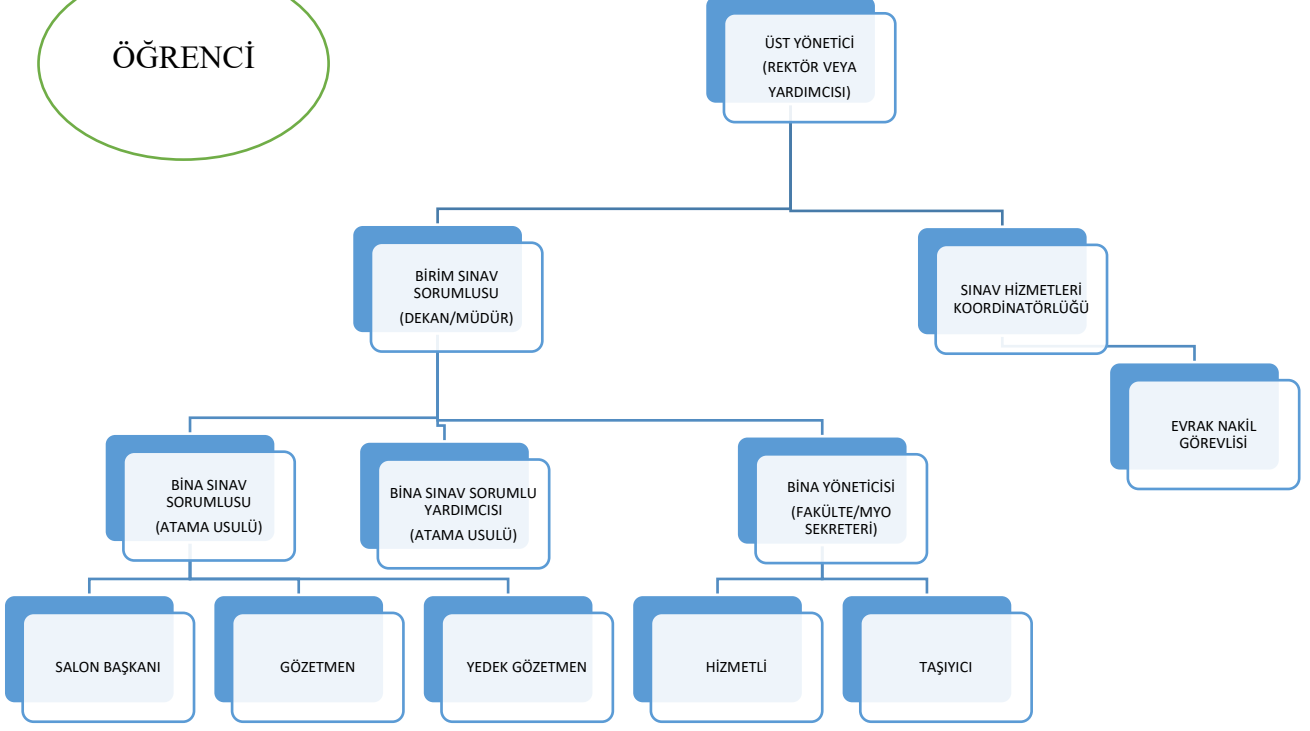 ÖĞRENCİ
ÜST YÖNETİCİ
(REKTÖR VEYA
YARDIMCISI)
BİRİM SINAV
SORUMLUSU
(DEKAN/MÜDÜR)
SINAV HİZMETLERİ
KOORDİNATÖRLÜĞÜ
EVRAK NAKİL
GÖREVLİSİ
BİNA SINAV
SORUMLUSU
(ATAMA USULÜ)
BİNA SINAV SORUMLU
YARDIMCISI
(ATAMA USULÜ)
BİNA YÖNETİCİSİ
(FAKÜLTE/MYO
SEKRETERİ)
SALON BAŞKANI
GÖZETMEN
YEDEK GÖZETMEN
HİZMETLİ
TAŞIYICI